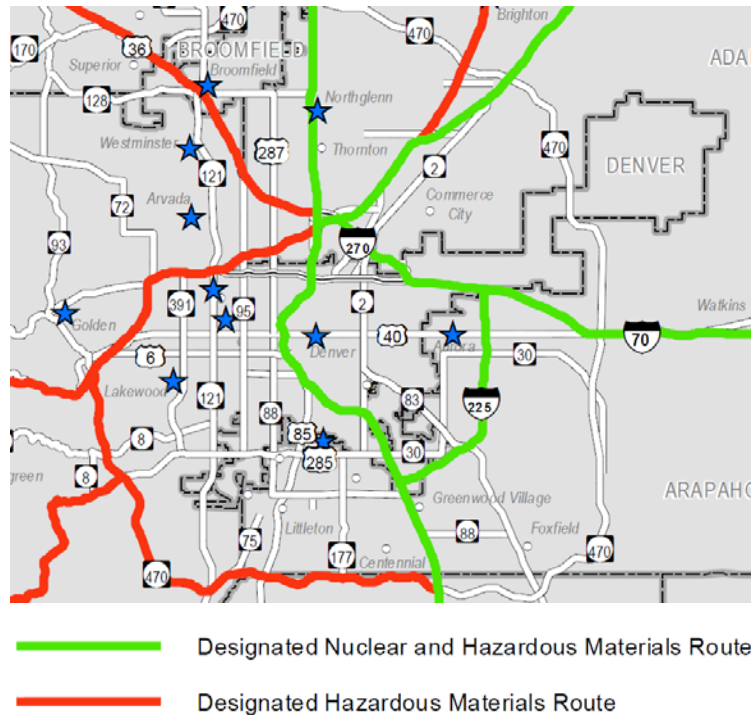 470
Brighton
36
170
BROOMFIELD
470
Superior
ADA
Broomfield
128
Northglenn
Westminster
287
Thornton
470
DENVER
2
121
Arvada
72
Commerce
City
93
270
391
95
2
Watkins
Golden
Denver
40
Aurora
70
6
30
Lakewood
121
88
83
225
8
85
30
285
green
8
ARAPAHO
Greenwood Village
Littleton
75
88
Foxfield
177
Centennial
470
470
Designated Nuclear and Hazardous Materials Route
Designated Hazardous Materials Route